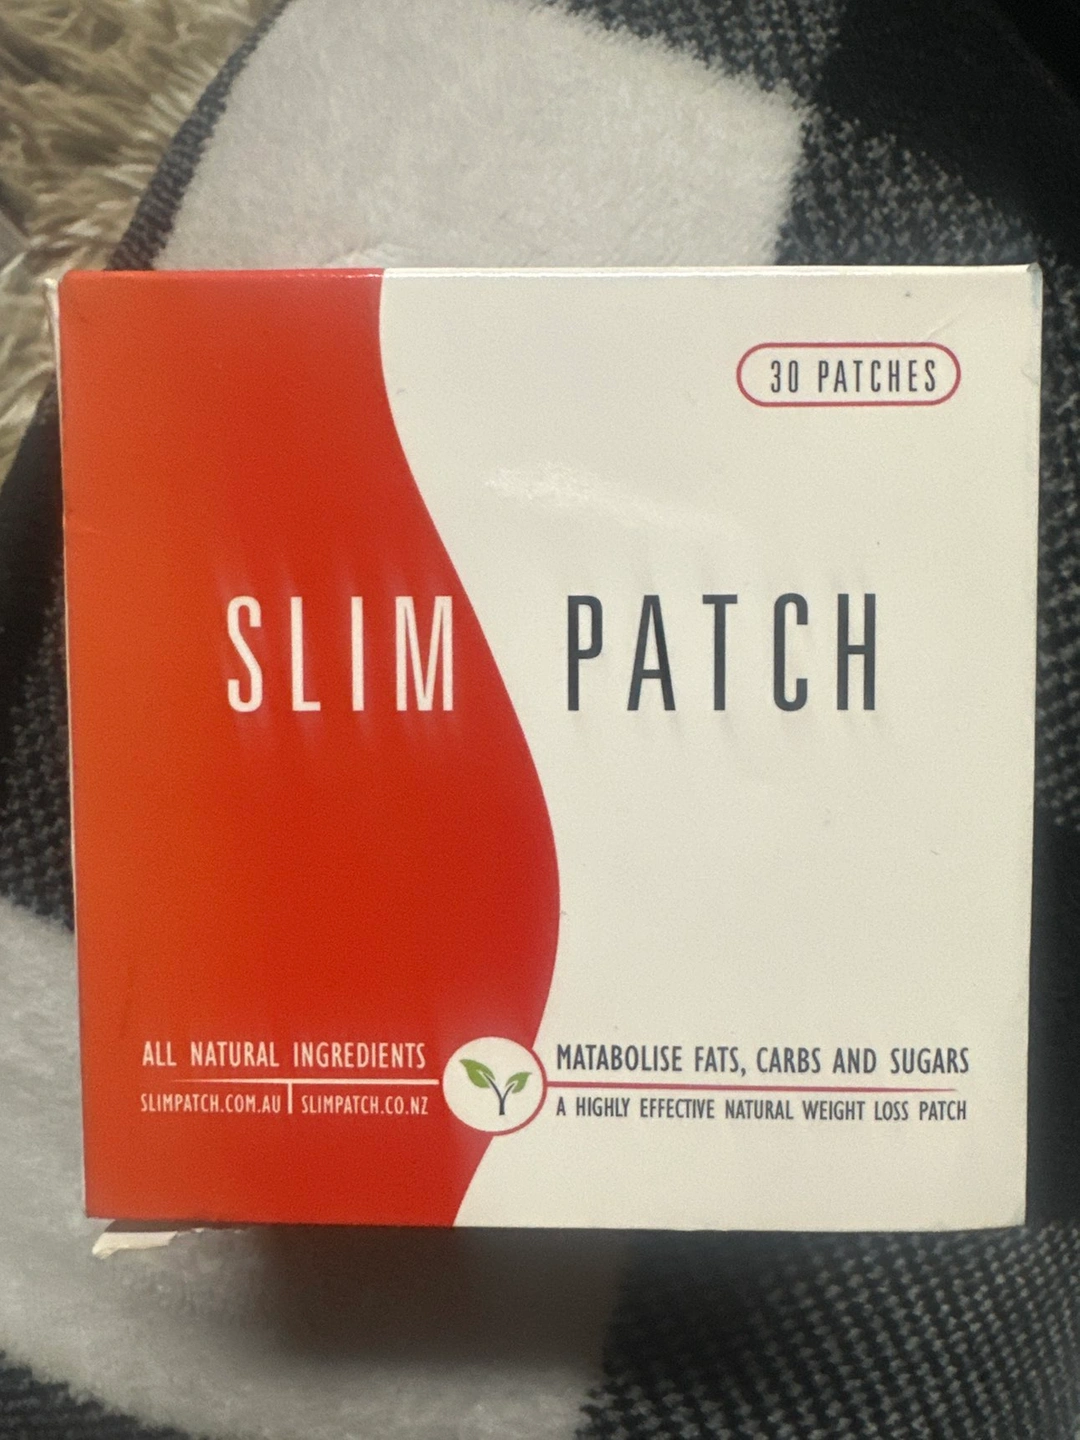 30 PATCHES
SLIM PATCH
ALL NATURAL INGREDIENTS
SLIMPATCH.COM.AU | SLIMPATCH.CO.NZ
MATABOLISE FATS, CARBS AND SUGARS
A HIGHLY EFFECTIVE NATURAL WEIGHT LOSS PATCH